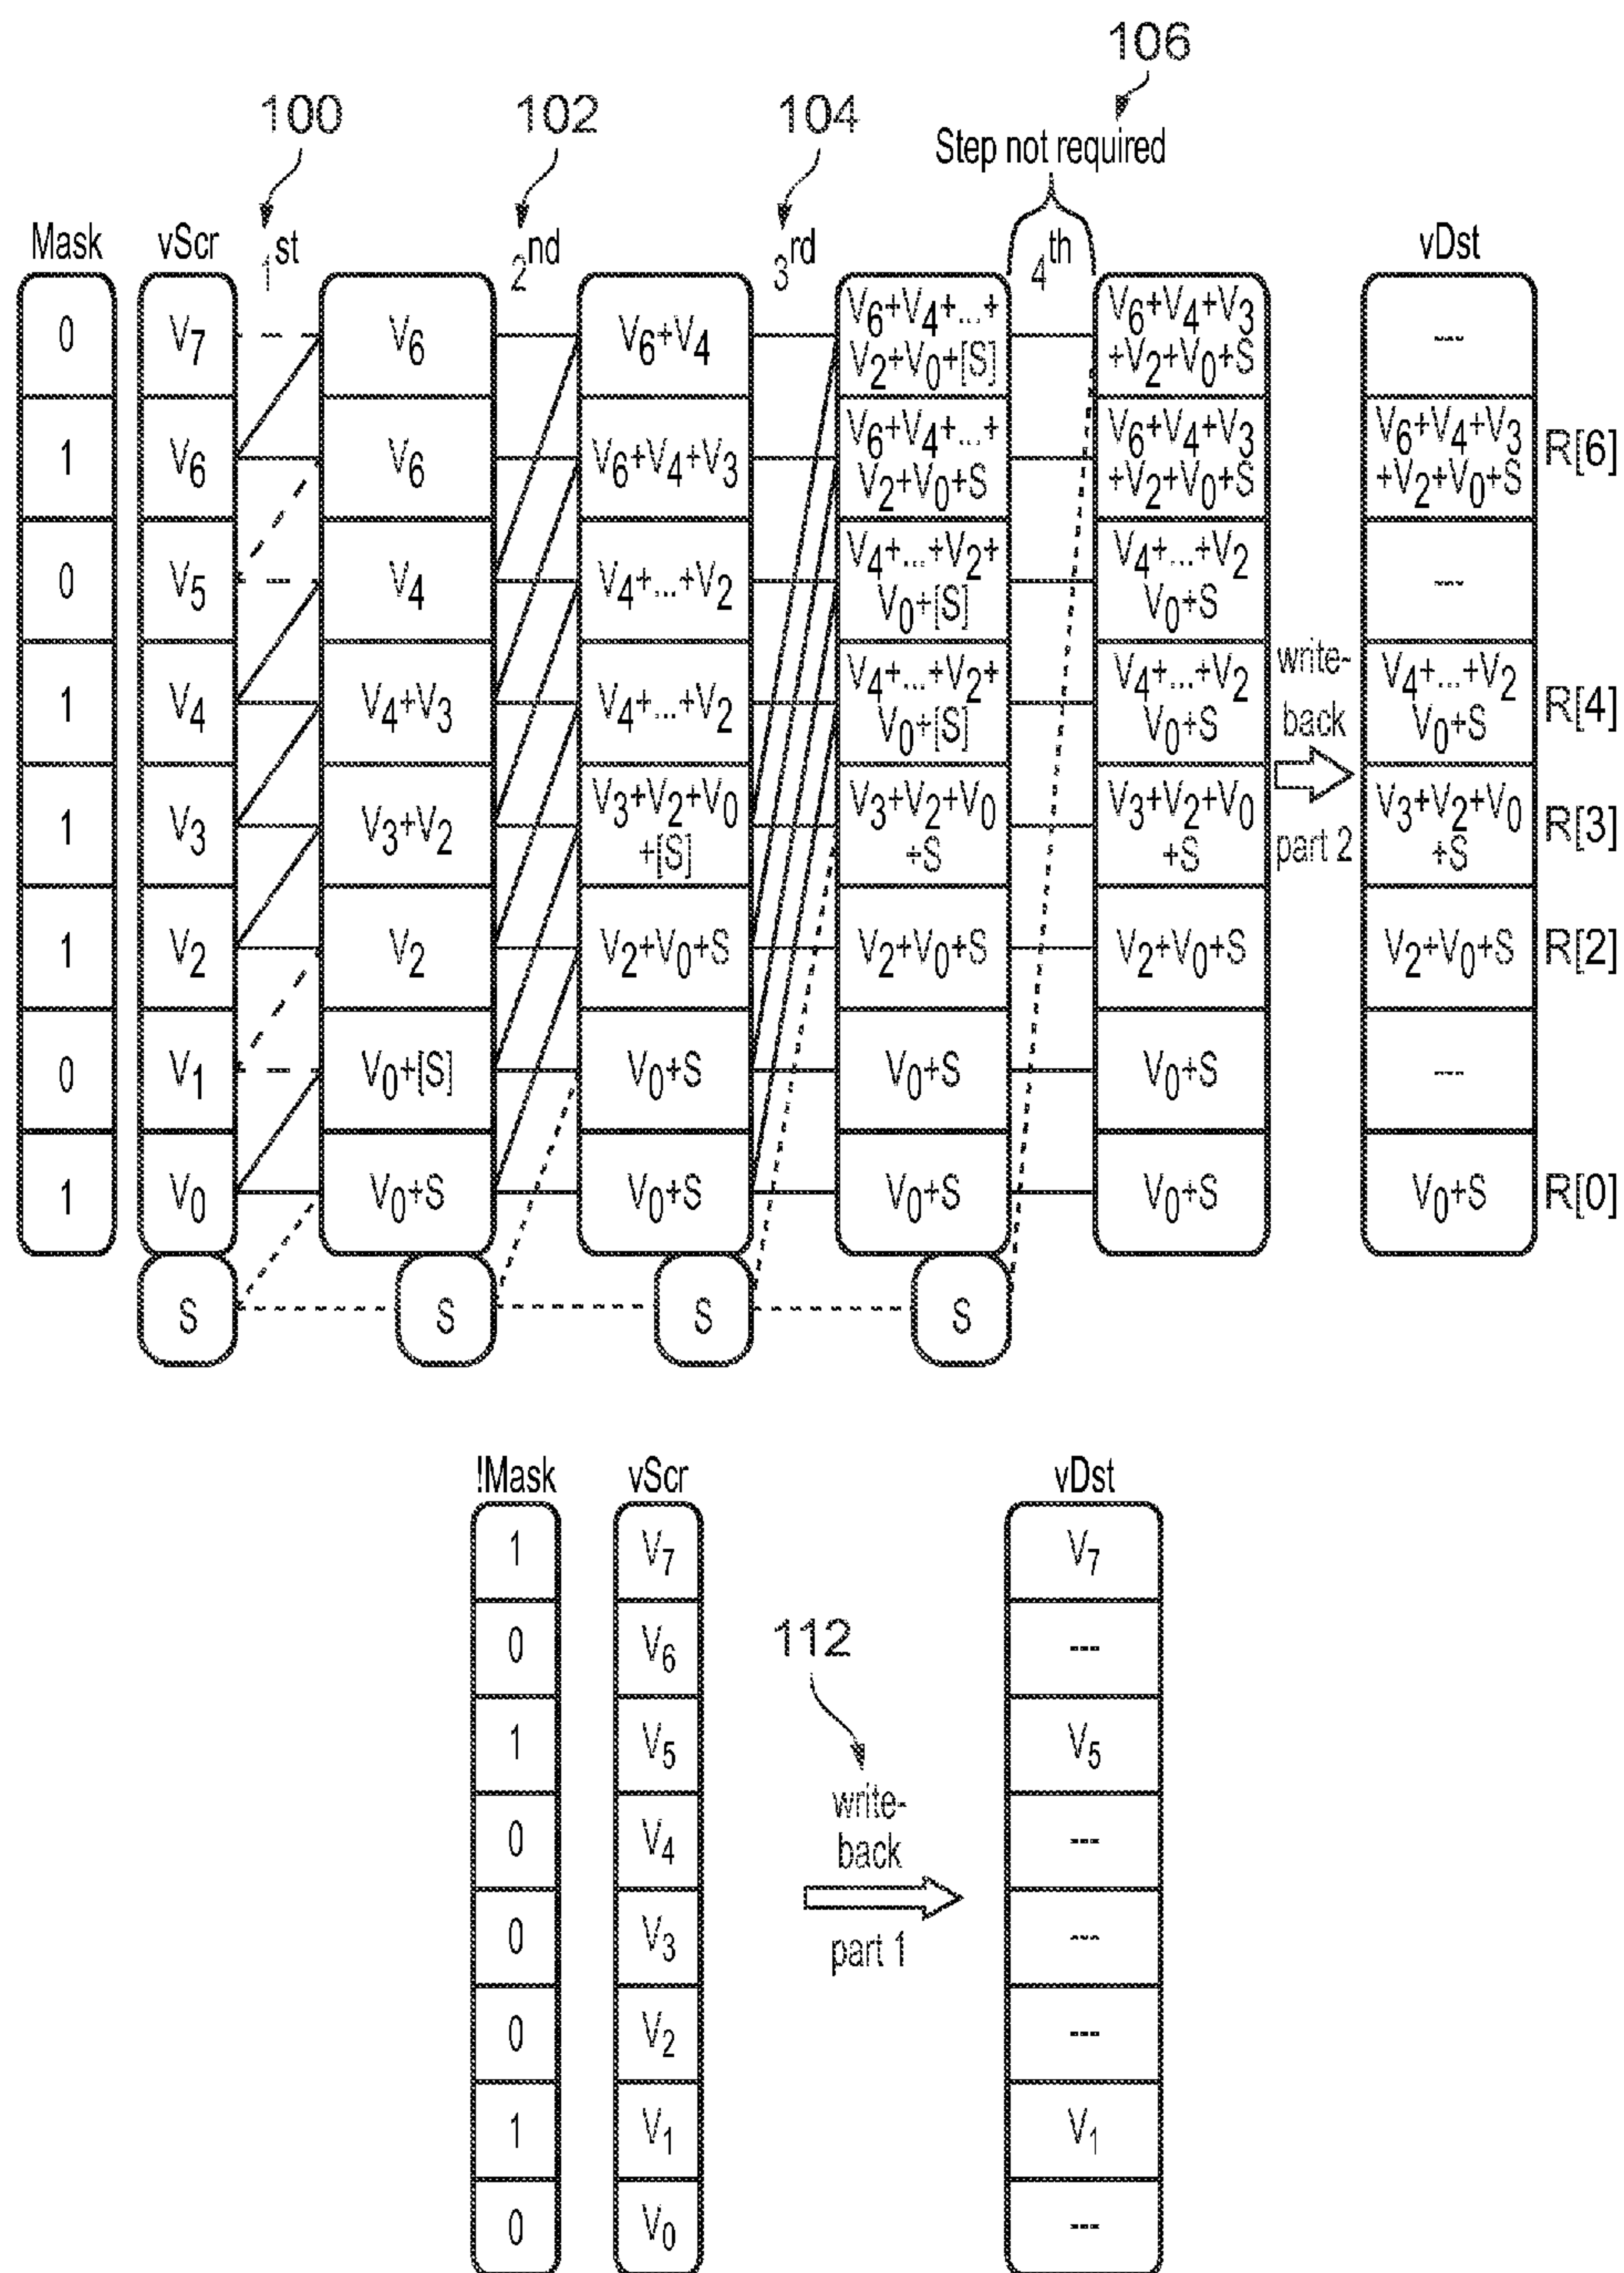 106
100 102 104 Step not required
Mask vScr 1st 2nd 3rd 4th vDst
0 V7 V6 V6+V4 V6+V4+...+ V6+V4+V3 ---
V2+V0+[S] +V2+V0+S
1 V6 V6 V6+V4+V3 V6+V4+...+ V6+V4+V3 V6+V4+V3 R[6]
V2+V0+S +V2+V0+S +V2+V0+S
0 V5 V4 V4+...+V2 V4+...+V2+ V4+...+V2 ---
V0+[S] V0+S
write-
1 V4 V4+V3 V4+...+V2 V4+...+V2+ V4+...+V2 V4+...+V2 R[4]
V0+[S] V0+S back V0+S
1 V3 V3+V2 V3+V2+V0 V3+V2+V0 V3+V2+V0 V3+V2+V0 R[3]
+[S] +S +S part 2 +S
1 V2 V2 V2+V0+S V2+V0+S V2+V0+S V2+V0+S R[2]
0 V1 V0+[S] V0+S V0+S V0+S ---
1 V0 V0+S V0+S V0+S V0+S V0+S R[0]
S S S S
!Mask vScr vDst
1 V7 V7
0 V6 112 ---
1 V5 V5
write-
0 V4 back ---
0 V3 part 1 ---
0 V2 ---
1 V1 V1
0 V0 ---